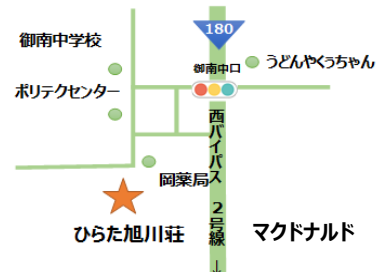 180
御南中学校
御南中口
うどんやくぅちゃん
ポリテクセンター
西バイパス 2号線 ↓
岡薬局
ひらた旭川荘
マクドナルド